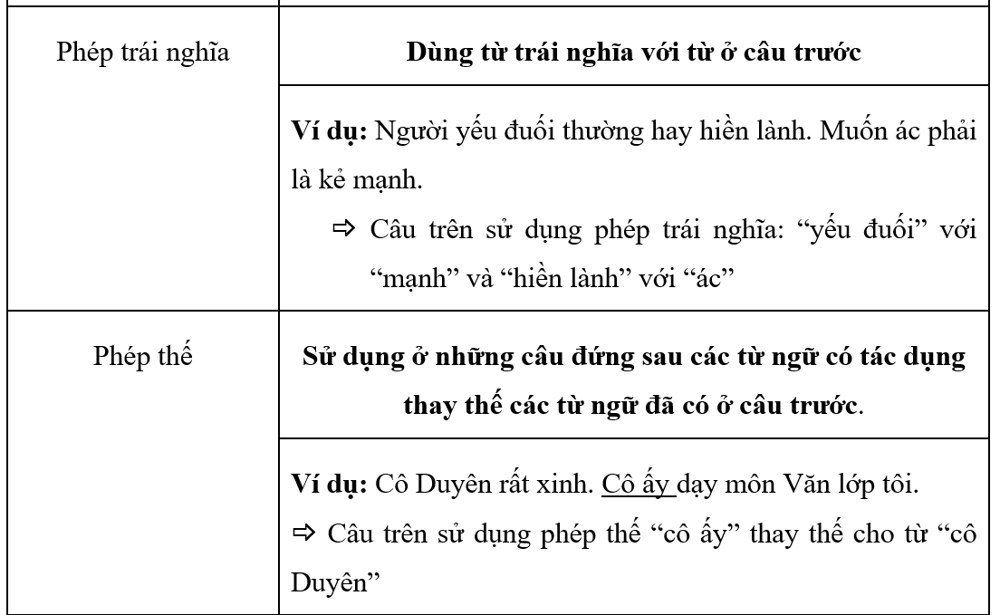 Phép trái nghĩa
Dùng từ trái nghĩa với từ ở câu trước
Ví dụ: Người yếu đuối thường hay hiền lành. Muốn ác phải
là kẻ mạnh.
⇨ Câu trên sử dụng phép trái nghĩa: “yếu đuối” với
“mạnh” và “hiền lành” với “ác”
Phép thế
Sử dụng ở những câu đứng sau các từ ngữ có tác dụng
thay thế các từ ngữ đã có ở câu trước.
Ví dụ: Cô Duyên rất xinh. Cô ấy dạy môn Văn lớp tôi.
⇨ Câu trên sử dụng phép thế “cô ấy” thay thế cho từ “cô
Duyên”